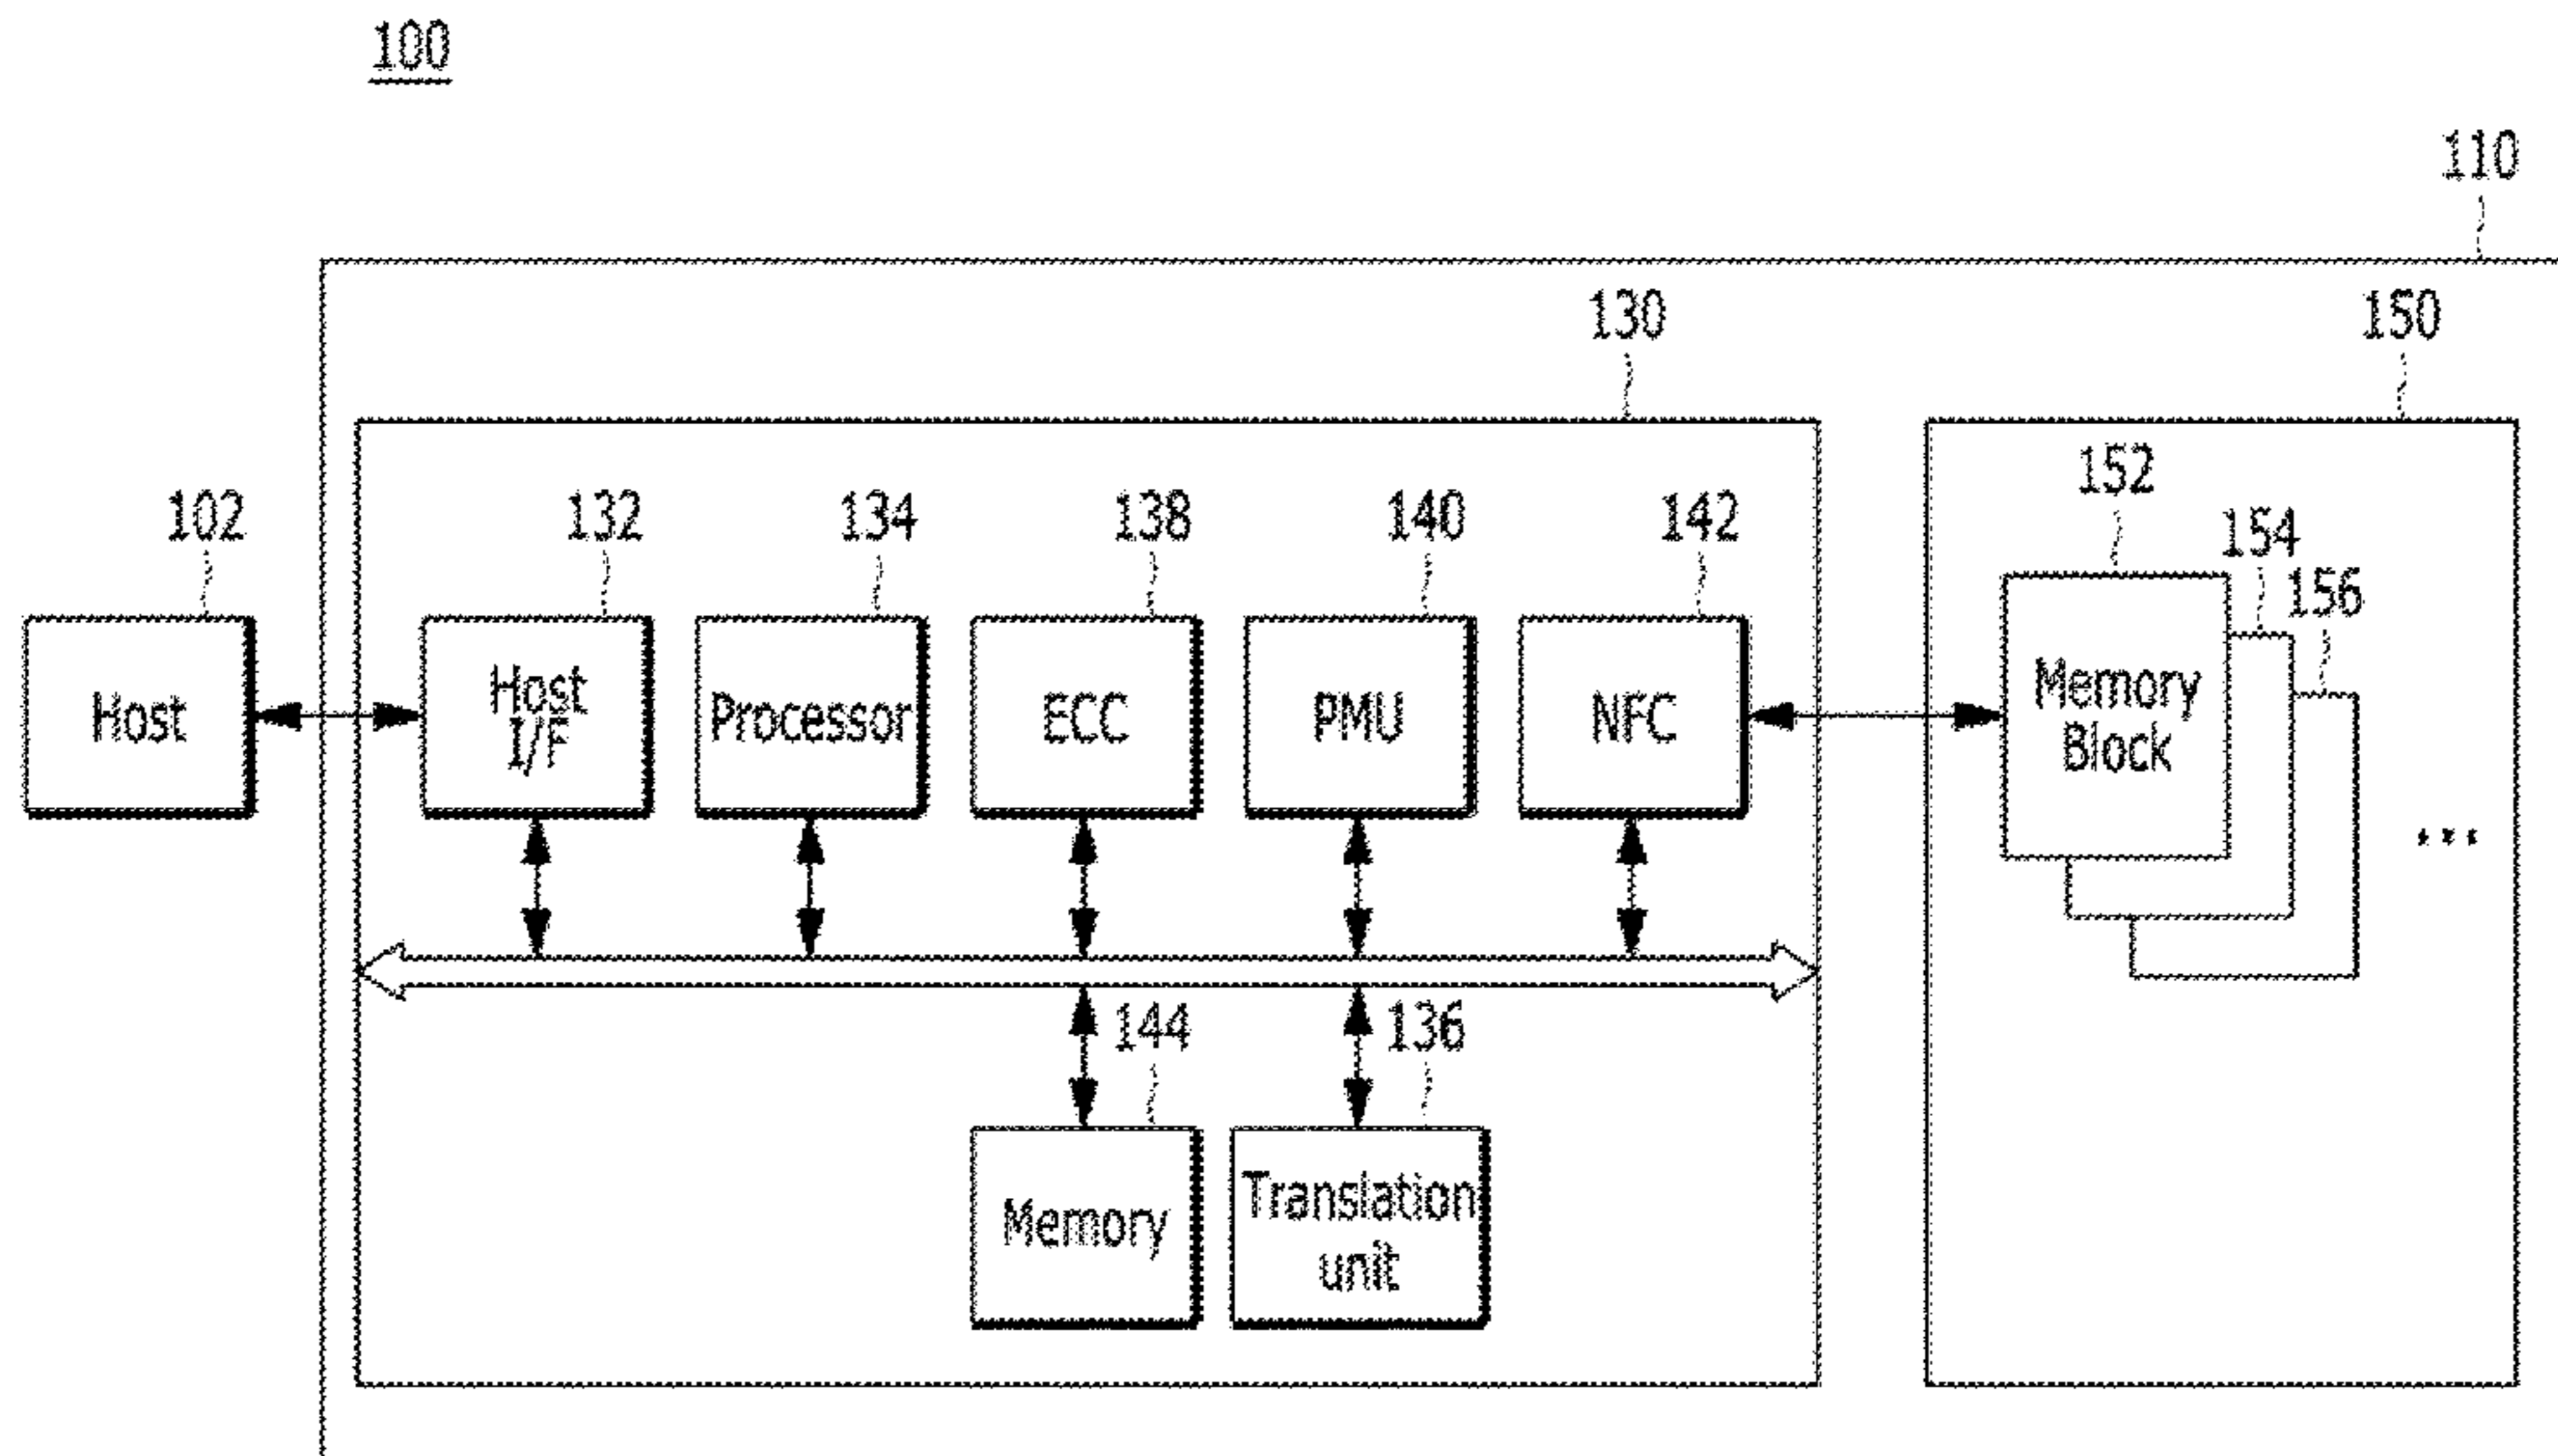 100
110
130
150
152
102
132
134
138
140
142
154
156
Host
Host
I/F
Processor
ECC
PMU
NFC
Memory
Block
...
144
136
Memory
Translation
unit